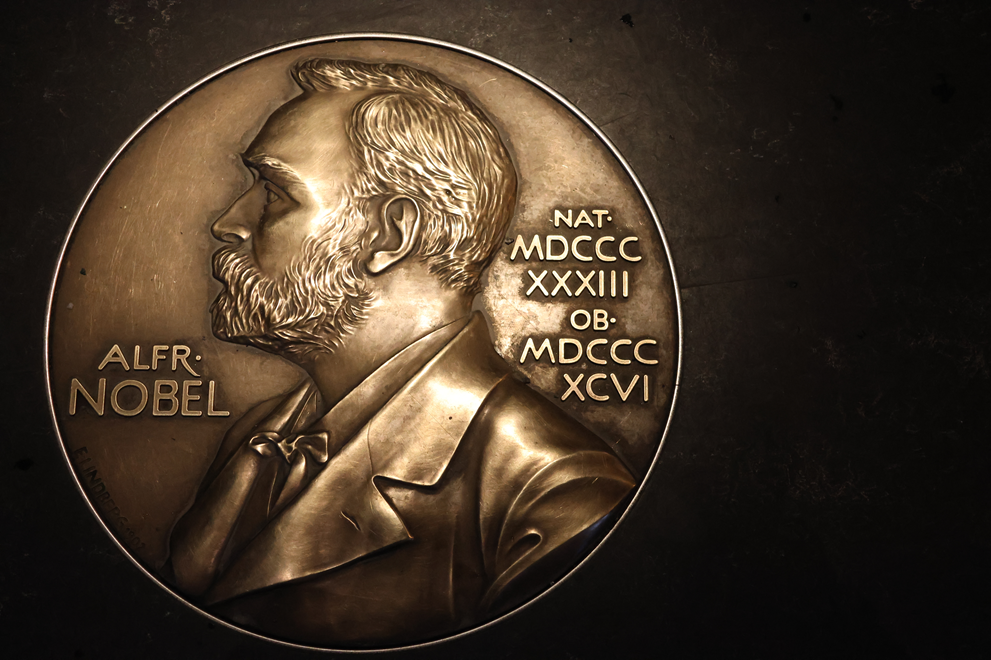 ALFR·
NOBEL
NAT·
MDCCC
XXXIII
OB·
MDCCC
XCVI